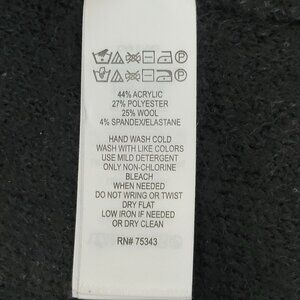 44% ACRYLIC
27% POLYESTER
25% WOOL
4% SPANDEX/ELASTANE
HAND WASH COLD
WASH WITH LIKE COLORS
USE MILD DETERGENT
ONLY NON-CHLORINE
BLEACH
WHEN NEEDED
DO NOT WRING OR TWIST
DRY FLAT
LOW IRON IF NEEDED
OR DRY CLEAN
RN# 75343